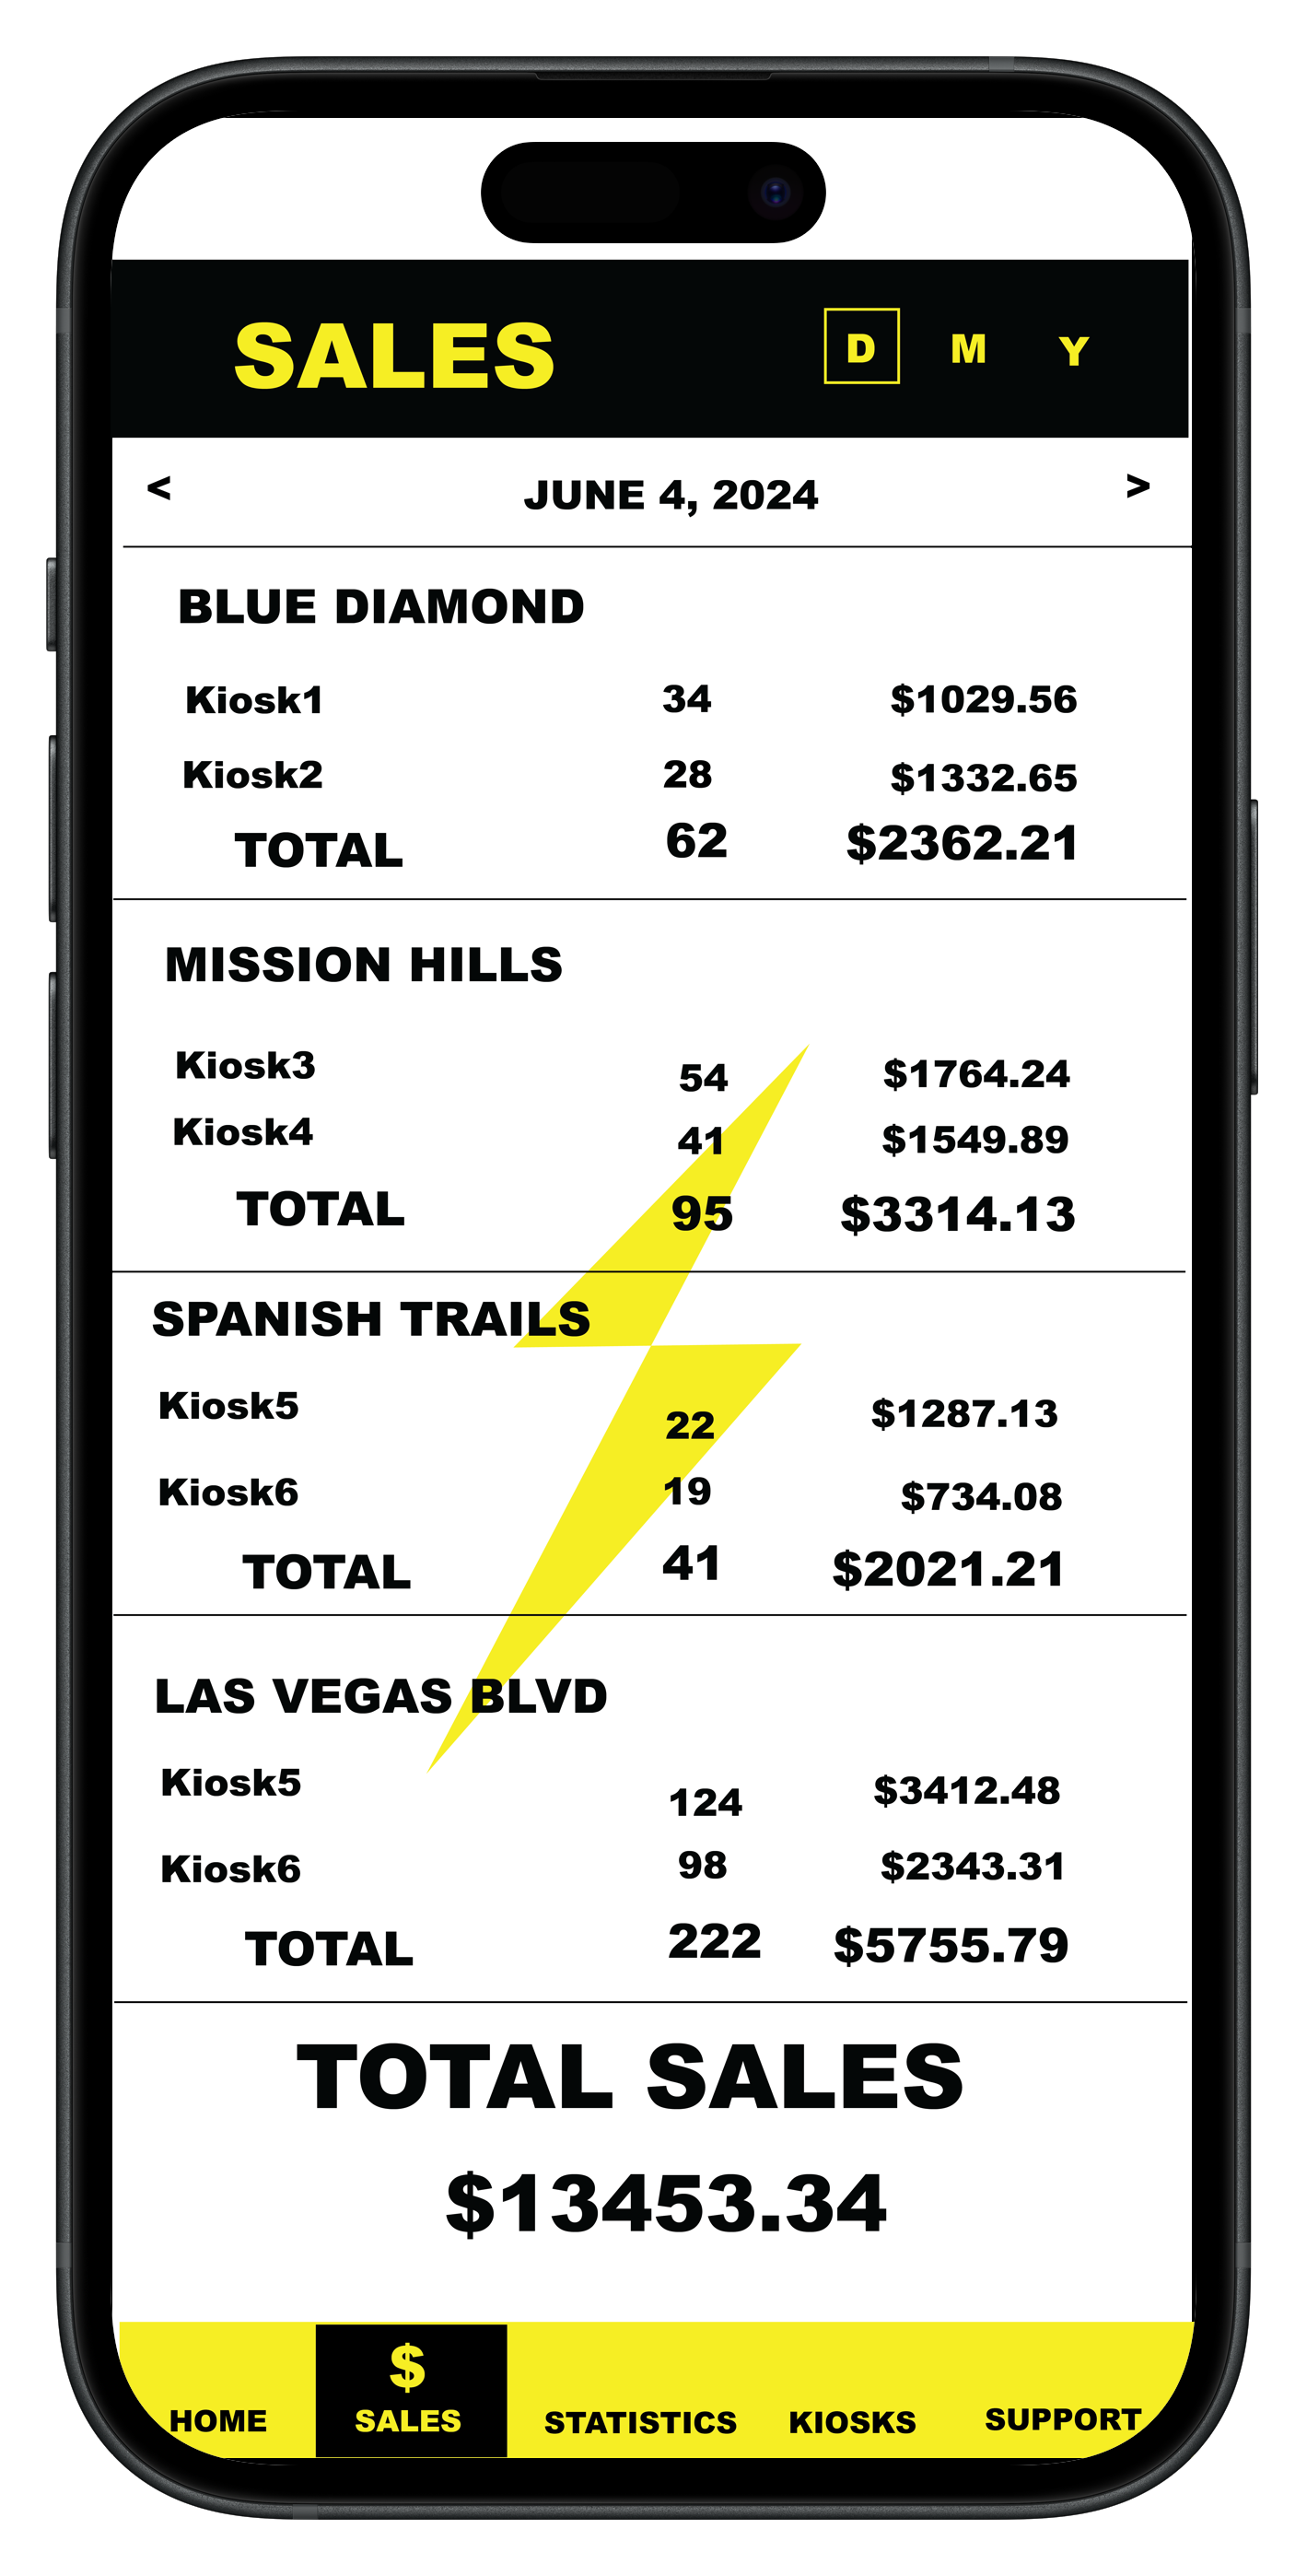 SALES D M Y
< JUNE 4, 2024 >
BLUE DIAMOND
Kiosk1 34 $1029.56
Kiosk2 28 $1332.65
TOTAL 62 $2362.21
MISSION HILLS
Kiosk3 54 $1764.24
Kiosk4 41 $1549.89
TOTAL 95 $3314.13
SPANISH TRAILS
Kiosk5 22 $1287.13
Kiosk6 19 $734.08
TOTAL 41 $2021.21
LAS VEGAS BLVD
Kiosk5 124 $3412.48
Kiosk6 98 $2343.31
TOTAL 222 $5755.79
TOTAL SALES
$13453.34
$
HOME SALES STATISTICS KIOSKS SUPPORT